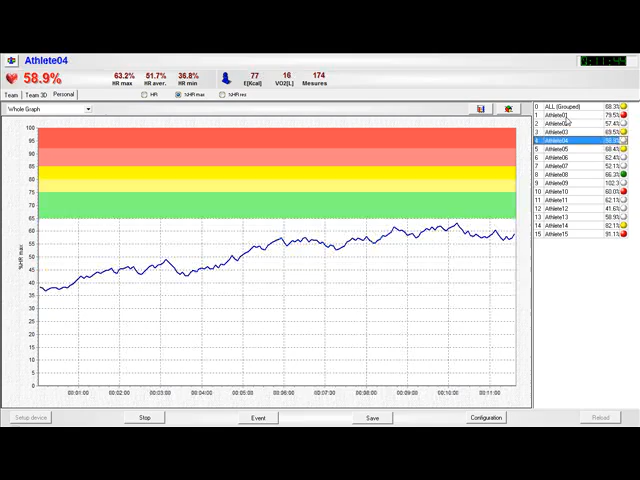 Athlete04
58.9%
63.2% 51.7% 36.8% 77 16 174
HR max HR aver. HR min E[Kcal] VO2[L] Mesures
Team Team 3D Personal HR %HR max %HR res
Whole Graph
100
95
90
85
80
75
70
65
60
55
50
45
40
35
30
25
20
15
10
5
0
%HR max
00:01:00 00:02:00 00:03:00 00:04:00 00:05:00 00:06:00 00:07:00 00:08:00 00:09:00 00:10:00 00:11:00
0 ALL (Grouped) 68.3%
1 Athlete01 79.5%
2 Athlete02 57.4%
3 Athlete03 69.5%
4 Athlete04 58.9%
5 Athlete05 68.4%
6 Athlete06 62.4%
7 Athlete07 52.1%
8 Athlete08 66.3%
9 Athlete09 102.3
10 Athlete10 60.0%
11 Athlete11 62.1%
12 Athlete12 41.6%
13 Athlete13 58.9%
14 Athlete14 82.1%
15 Athlete15 91.1%
Setup device Stop Event Save Configuration Reload